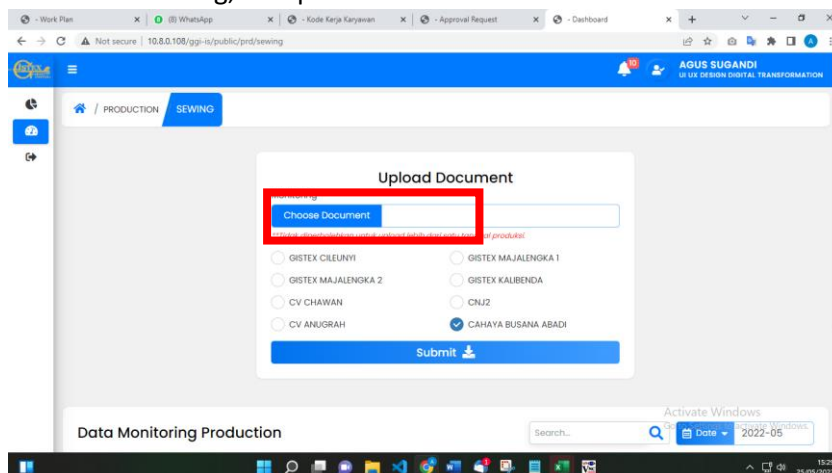 - Work Plan
(8) WhatsApp
- Kode Kerja Karyawan
- Approval Request
- Dashboard
Not secure | 10.8.0.108/ggi-is/public/prd/sewing
10
AGUS SUGANDI
UI UX DESIGN DIGITAL TRANSFORMATION
/ PRODUCTION SEWING
Upload Document
Choose Document
GISTEX CILEUNYI
GISTEX MAJALENGKA 1
GISTEX MAJALENGKA 2
GISTEX KALIBENDA
CV CHAWAN
CNJ2
CV ANUGRAH
CAHAYA BUSANA ABADI
Submit
Activate Windows
Data Monitoring Production
Search...
Date
2022-05